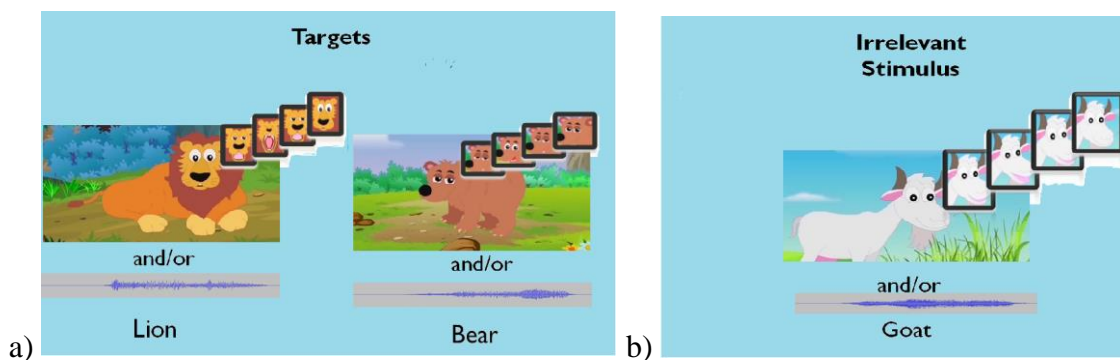 Targets
and/or
Lion
and/or
Bear
a)
Irrelevant
Stimulus
and/or
Goat
b)